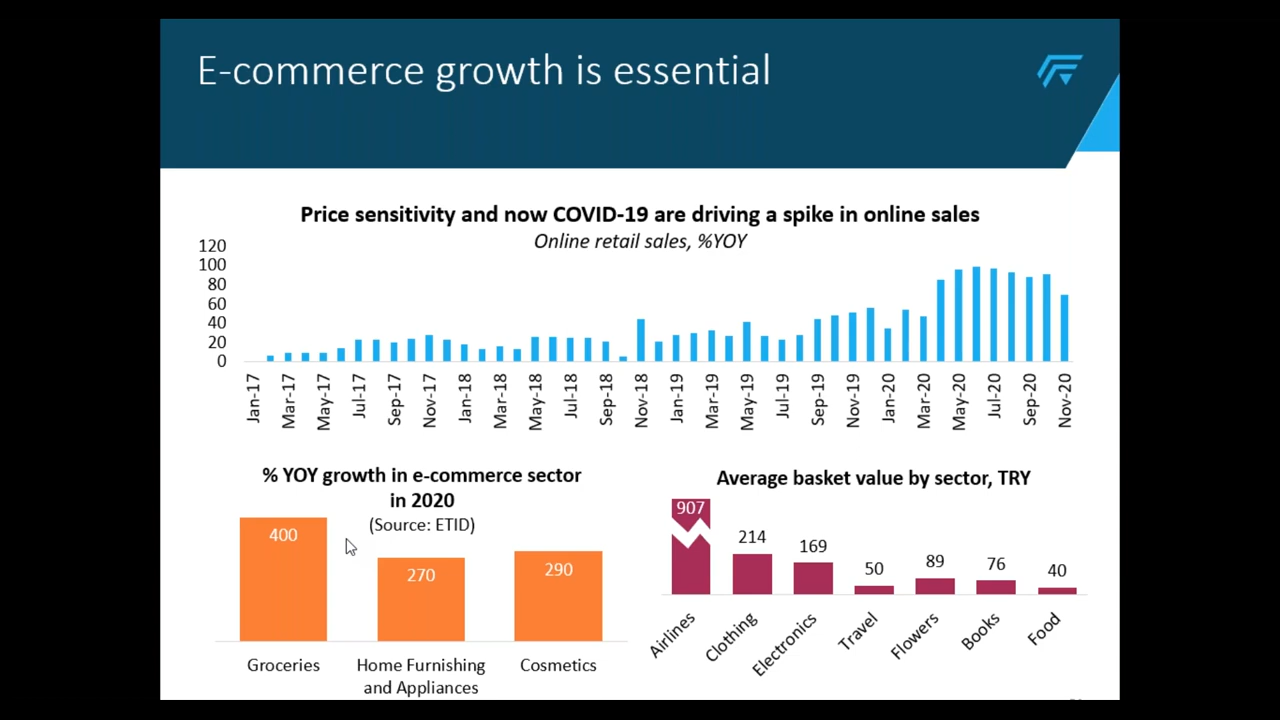 E-commerce growth is essential
Price sensitivity and now COVID-19 are driving a spike in online sales
Online retail sales, %YOY
120
100
80
60
40
20
0
Jan-17
Mar-17
May-17
Jul-17
Sep-17
Nov-17
Jan-18
Mar-18
May-18
Jul-18
Sep-18
Nov-18
Jan-19
Mar-19
May-19
Jul-19
Sep-19
Nov-19
Jan-20
Mar-20
May-20
Jul-20
Sep-20
Nov-20
% YOY growth in e-commerce sector
in 2020
(Source: ETID)
400
270
290
Groceries
Home Furnishing
and Appliances
Cosmetics
Average basket value by sector, TRY
907
214
169
50
89
76
40
Airlines
Clothing
Electronics
Travel
Flowers
Books
Food